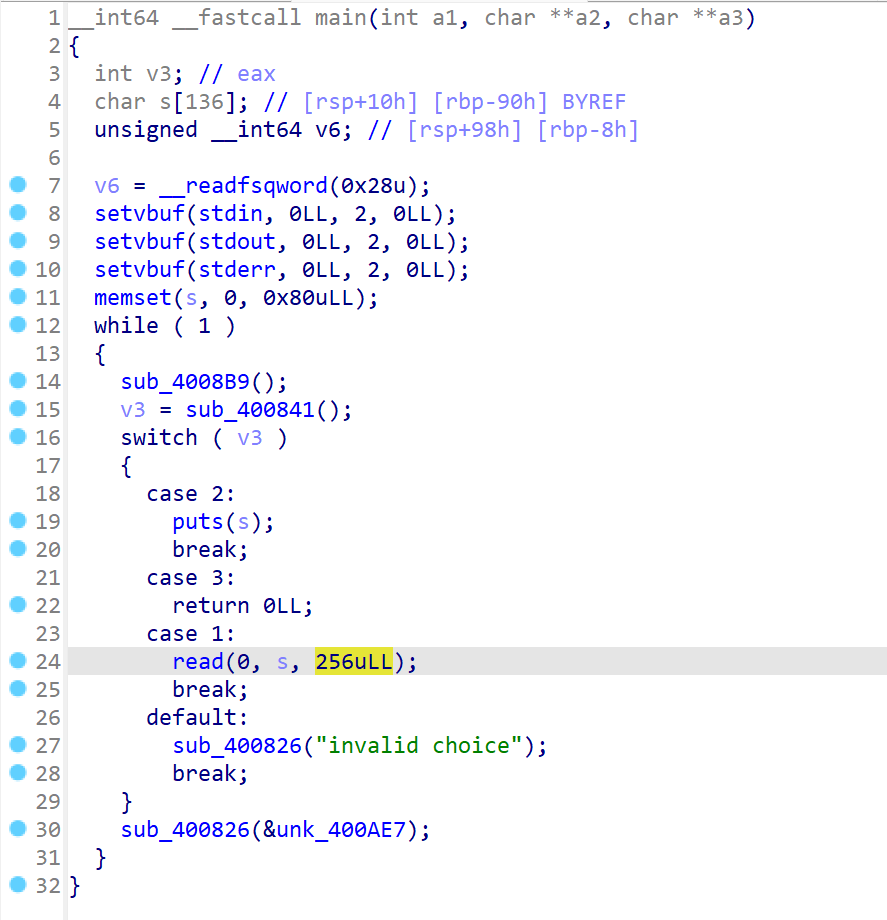 1 __int64 __fastcall main(int a1, char **a2, char **a3)
2 {
3   int v3; // eax
4   char s[136]; // [rsp+10h] [rbp-90h] BYREF
5   unsigned __int64 v6; // [rsp+98h] [rbp-8h]
6
7   v6 = __readfsqword(0x28u);
8   setvbuf(stdin, 0LL, 2, 0LL);
9   setvbuf(stdout, 0LL, 2, 0LL);
10   setvbuf(stderr, 0LL, 2, 0LL);
11   memset(s, 0, 0x80uLL);
12   while ( 1 )
13   {
14     sub_4008B9();
15     v3 = sub_400841();
16     switch ( v3 )
17     {
18       case 2:
19         puts(s);
20         break;
21       case 3:
22         return 0LL;
23       case 1:
24         read(0, s, 256uLL);
25         break;
26       default:
27         sub_400826("invalid choice");
28         break;
29     }
30     sub_400826(&unk_400AE7);
31   }
32 }